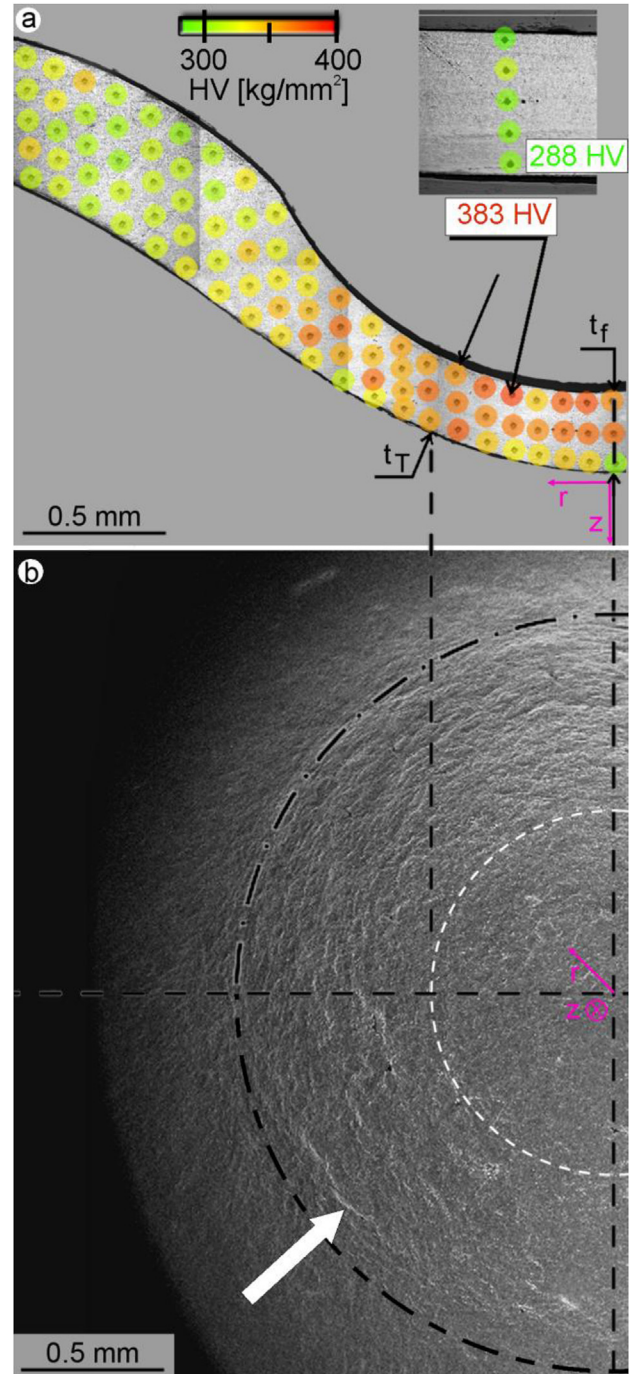 a
300 400
HV [kg/mm²]
288 HV
383 HV
t_f
t_T
r
z
0.5 mm
b
r
z ⊗
0.5 mm